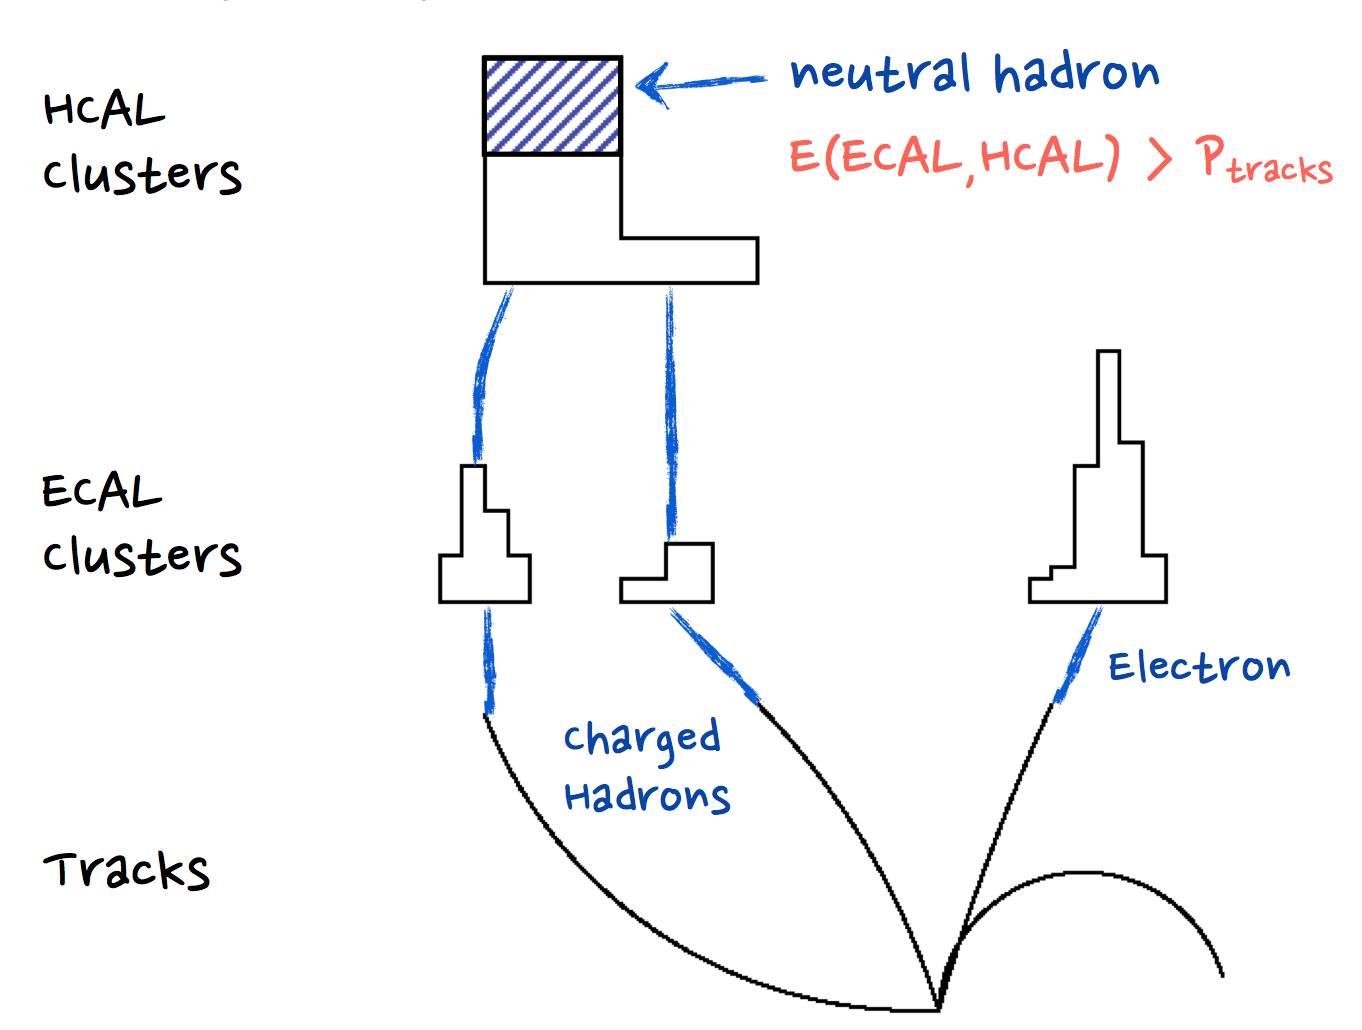 HCAL
clusters
neutral hadron
E(ECAL,HCAL) > Ptracks
ECAL
clusters
Electron
Charged
Hadrons
Tracks